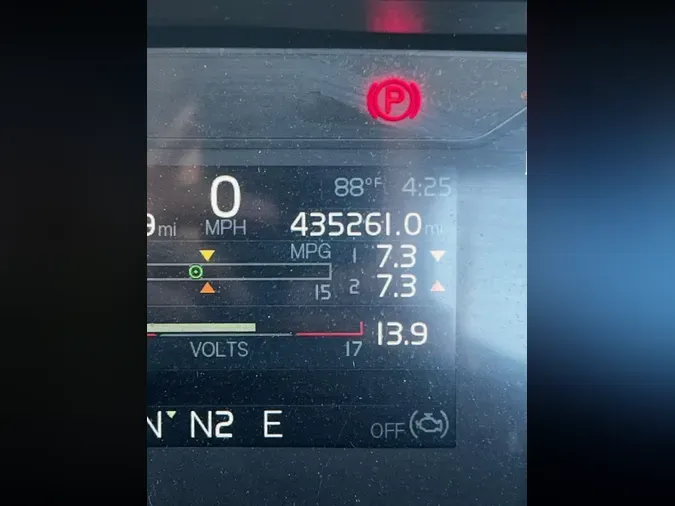 P
0 88°F 4:25
9mi MPH 435261.0 mi
MPG 1 7.3
15 2 7.3
13.9
VOLTS 17
N N2 E OFF